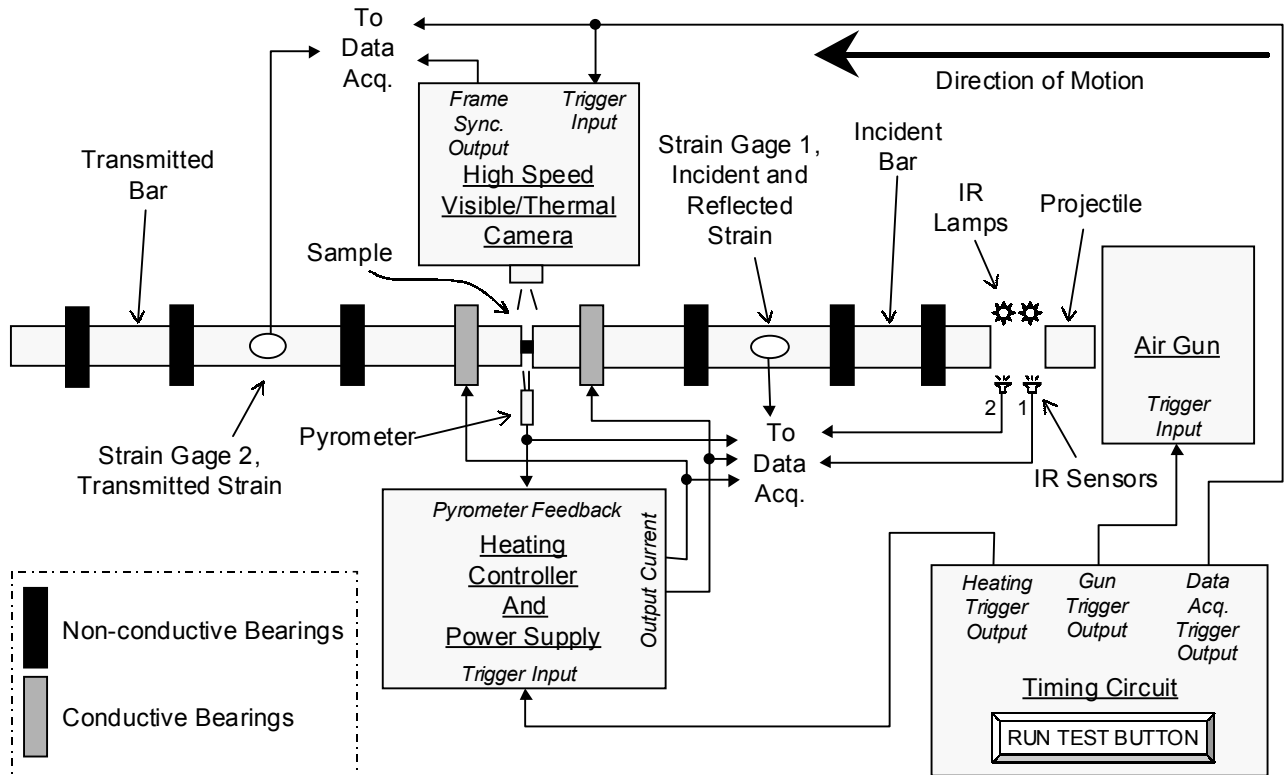 To
Data
Acq.
Direction of Motion
Frame
Sync.
Output
Trigger
Input
High Speed
Visible/Thermal
Camera
Transmitted
Bar
Sample
Strain Gage 1,
Incident and
Reflected
Strain
Incident
Bar
IR
Lamps
Projectile
Air Gun
Trigger
Input
2
1
IR Sensors
Strain Gage 2,
Transmitted Strain
Pyrometer
To
Data
Acq.
Pyrometer Feedback
Heating
Controller
And
Power Supply
Output Current
Trigger Input
Heating
Trigger
Output
Gun
Trigger
Output
Data
Acq.
Trigger
Output
Timing Circuit
RUN TEST BUTTON
Non-conductive Bearings
Conductive Bearings